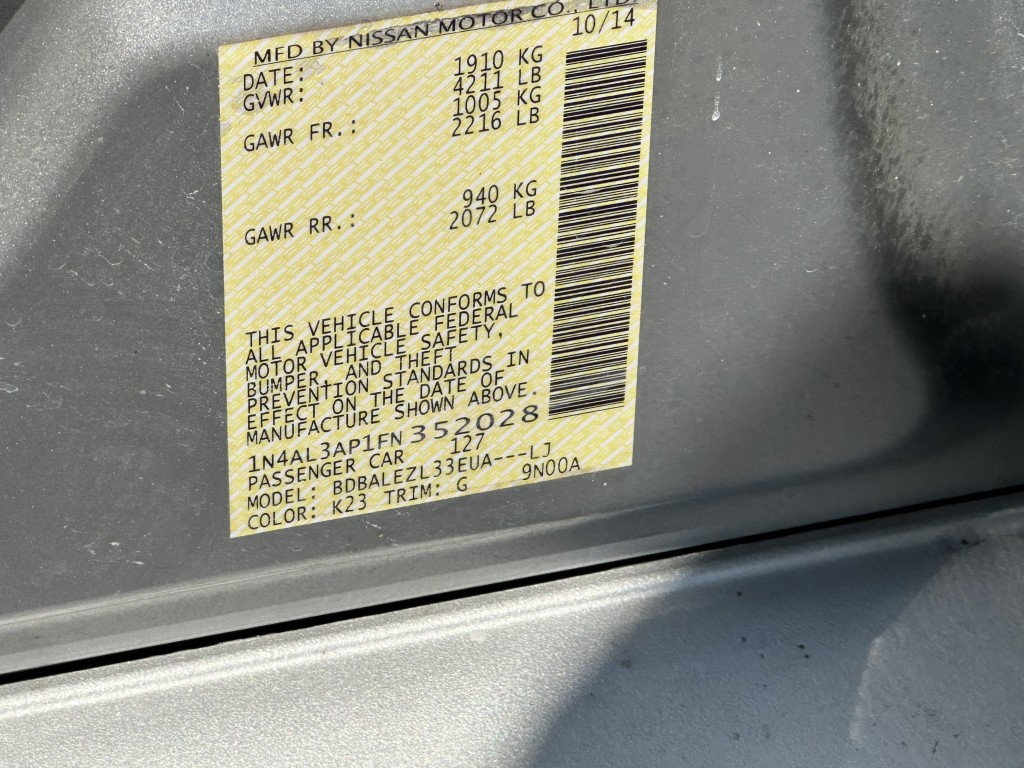 MFD BY NISSAN MOTOR CO., LTD.
DATE: 10/14
GVWR: 1910 KG
4211 LB
GAWR FR.: 1005 KG
2216 LB
GAWR RR.: 940 KG
2072 LB
THIS VEHICLE CONFORMS TO
ALL APPLICABLE FEDERAL
MOTOR VEHICLE SAFETY,
BUMPER, AND THEFT
PREVENTION STANDARDS IN
EFFECT ON THE DATE OF
MANUFACTURE SHOWN ABOVE.
1N4AL3AP1FN352028
PASSENGER CAR 127
MODEL: BDBALEZL33EUA---LJ
COLOR: K23 TRIM: G 9N00A